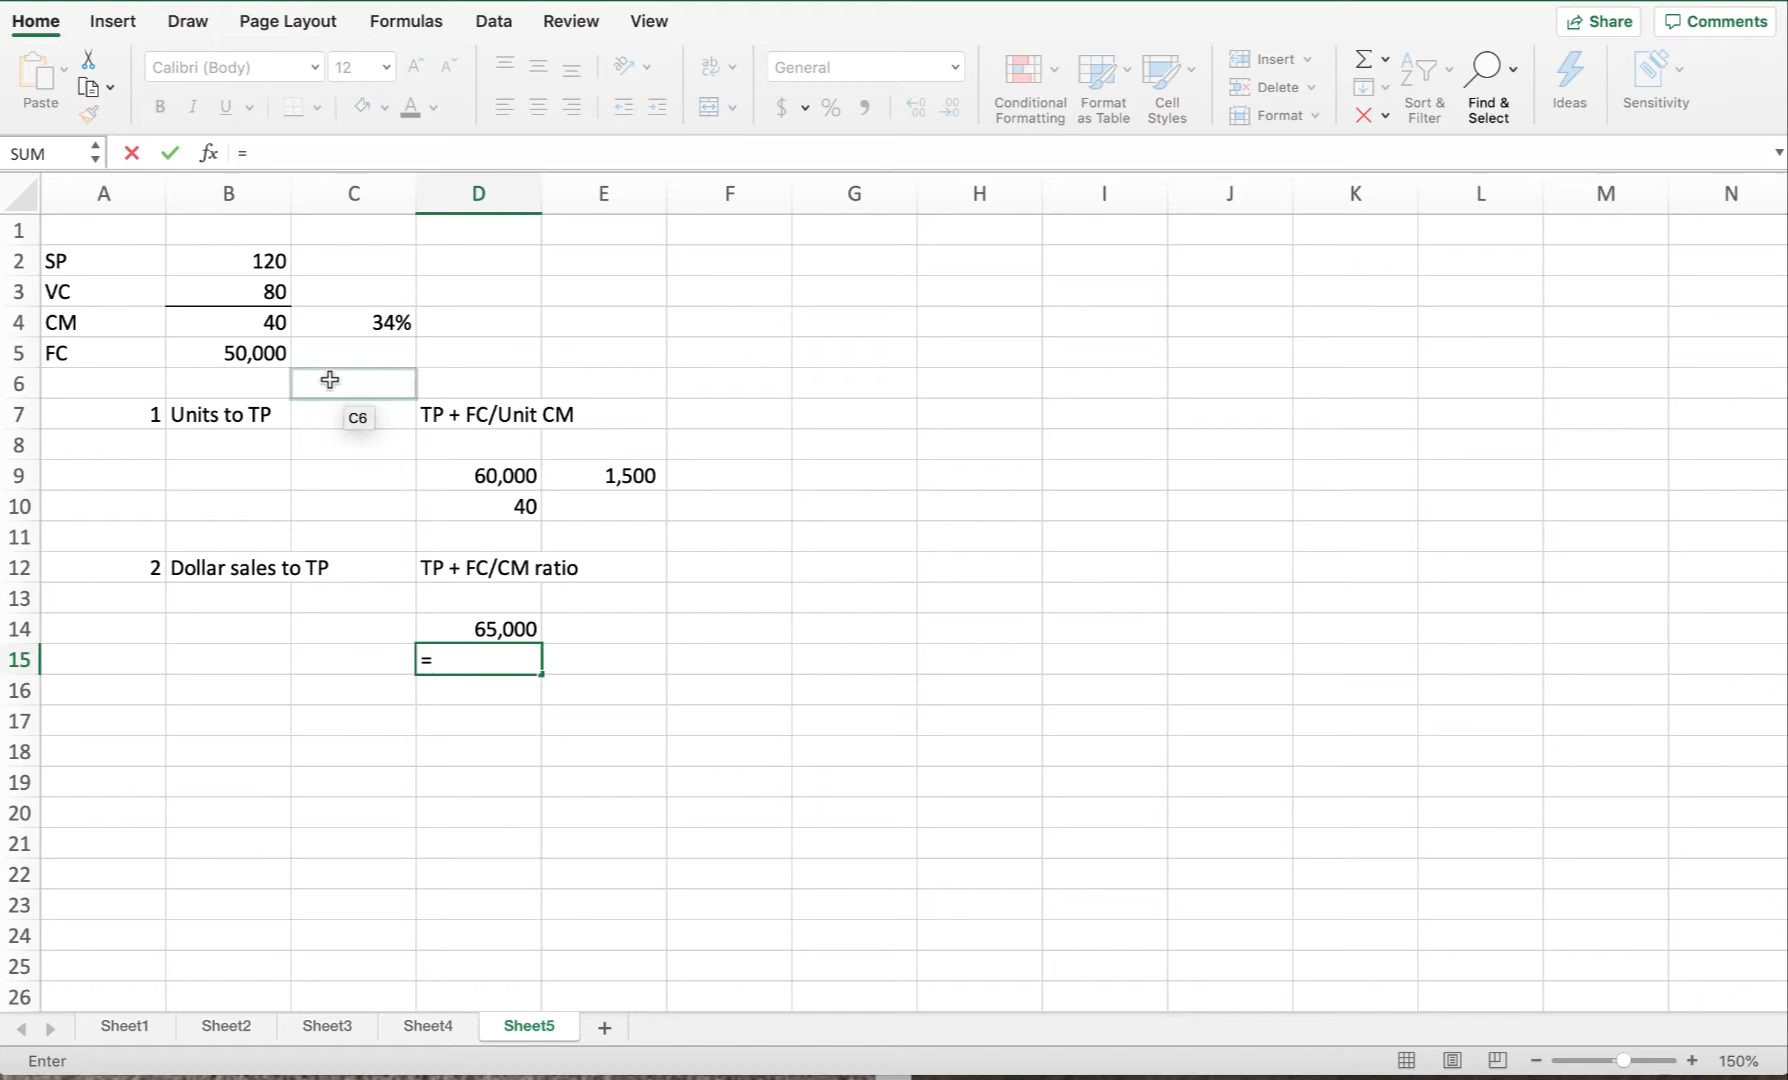 Home Insert Draw Page Layout Formulas Data Review View Share Comments
Paste
Calibri (Body) 12
B I U
A
ab
General
$ % ,
Conditional Formatting
Format as Table
Cell Styles
Insert
Delete
Format
Sort & Filter
Find & Select
Ideas
Sensitivity
SUM fx =
A B C D E F G H I J K L M N
1
2 SP 120
3 VC 80
4 CM 40 34%
5 FC 50,000
6
7 1 Units to TP C6 TP + FC/Unit CM
8
9 60,000 1,500
10 40
11
12 2 Dollar sales to TP TP + FC/CM ratio
13
14 65,000
15 =
16
17
18
19
20
21
22
23
24
25
26
Sheet1 Sheet2 Sheet3 Sheet4 Sheet5 +
Enter 150%